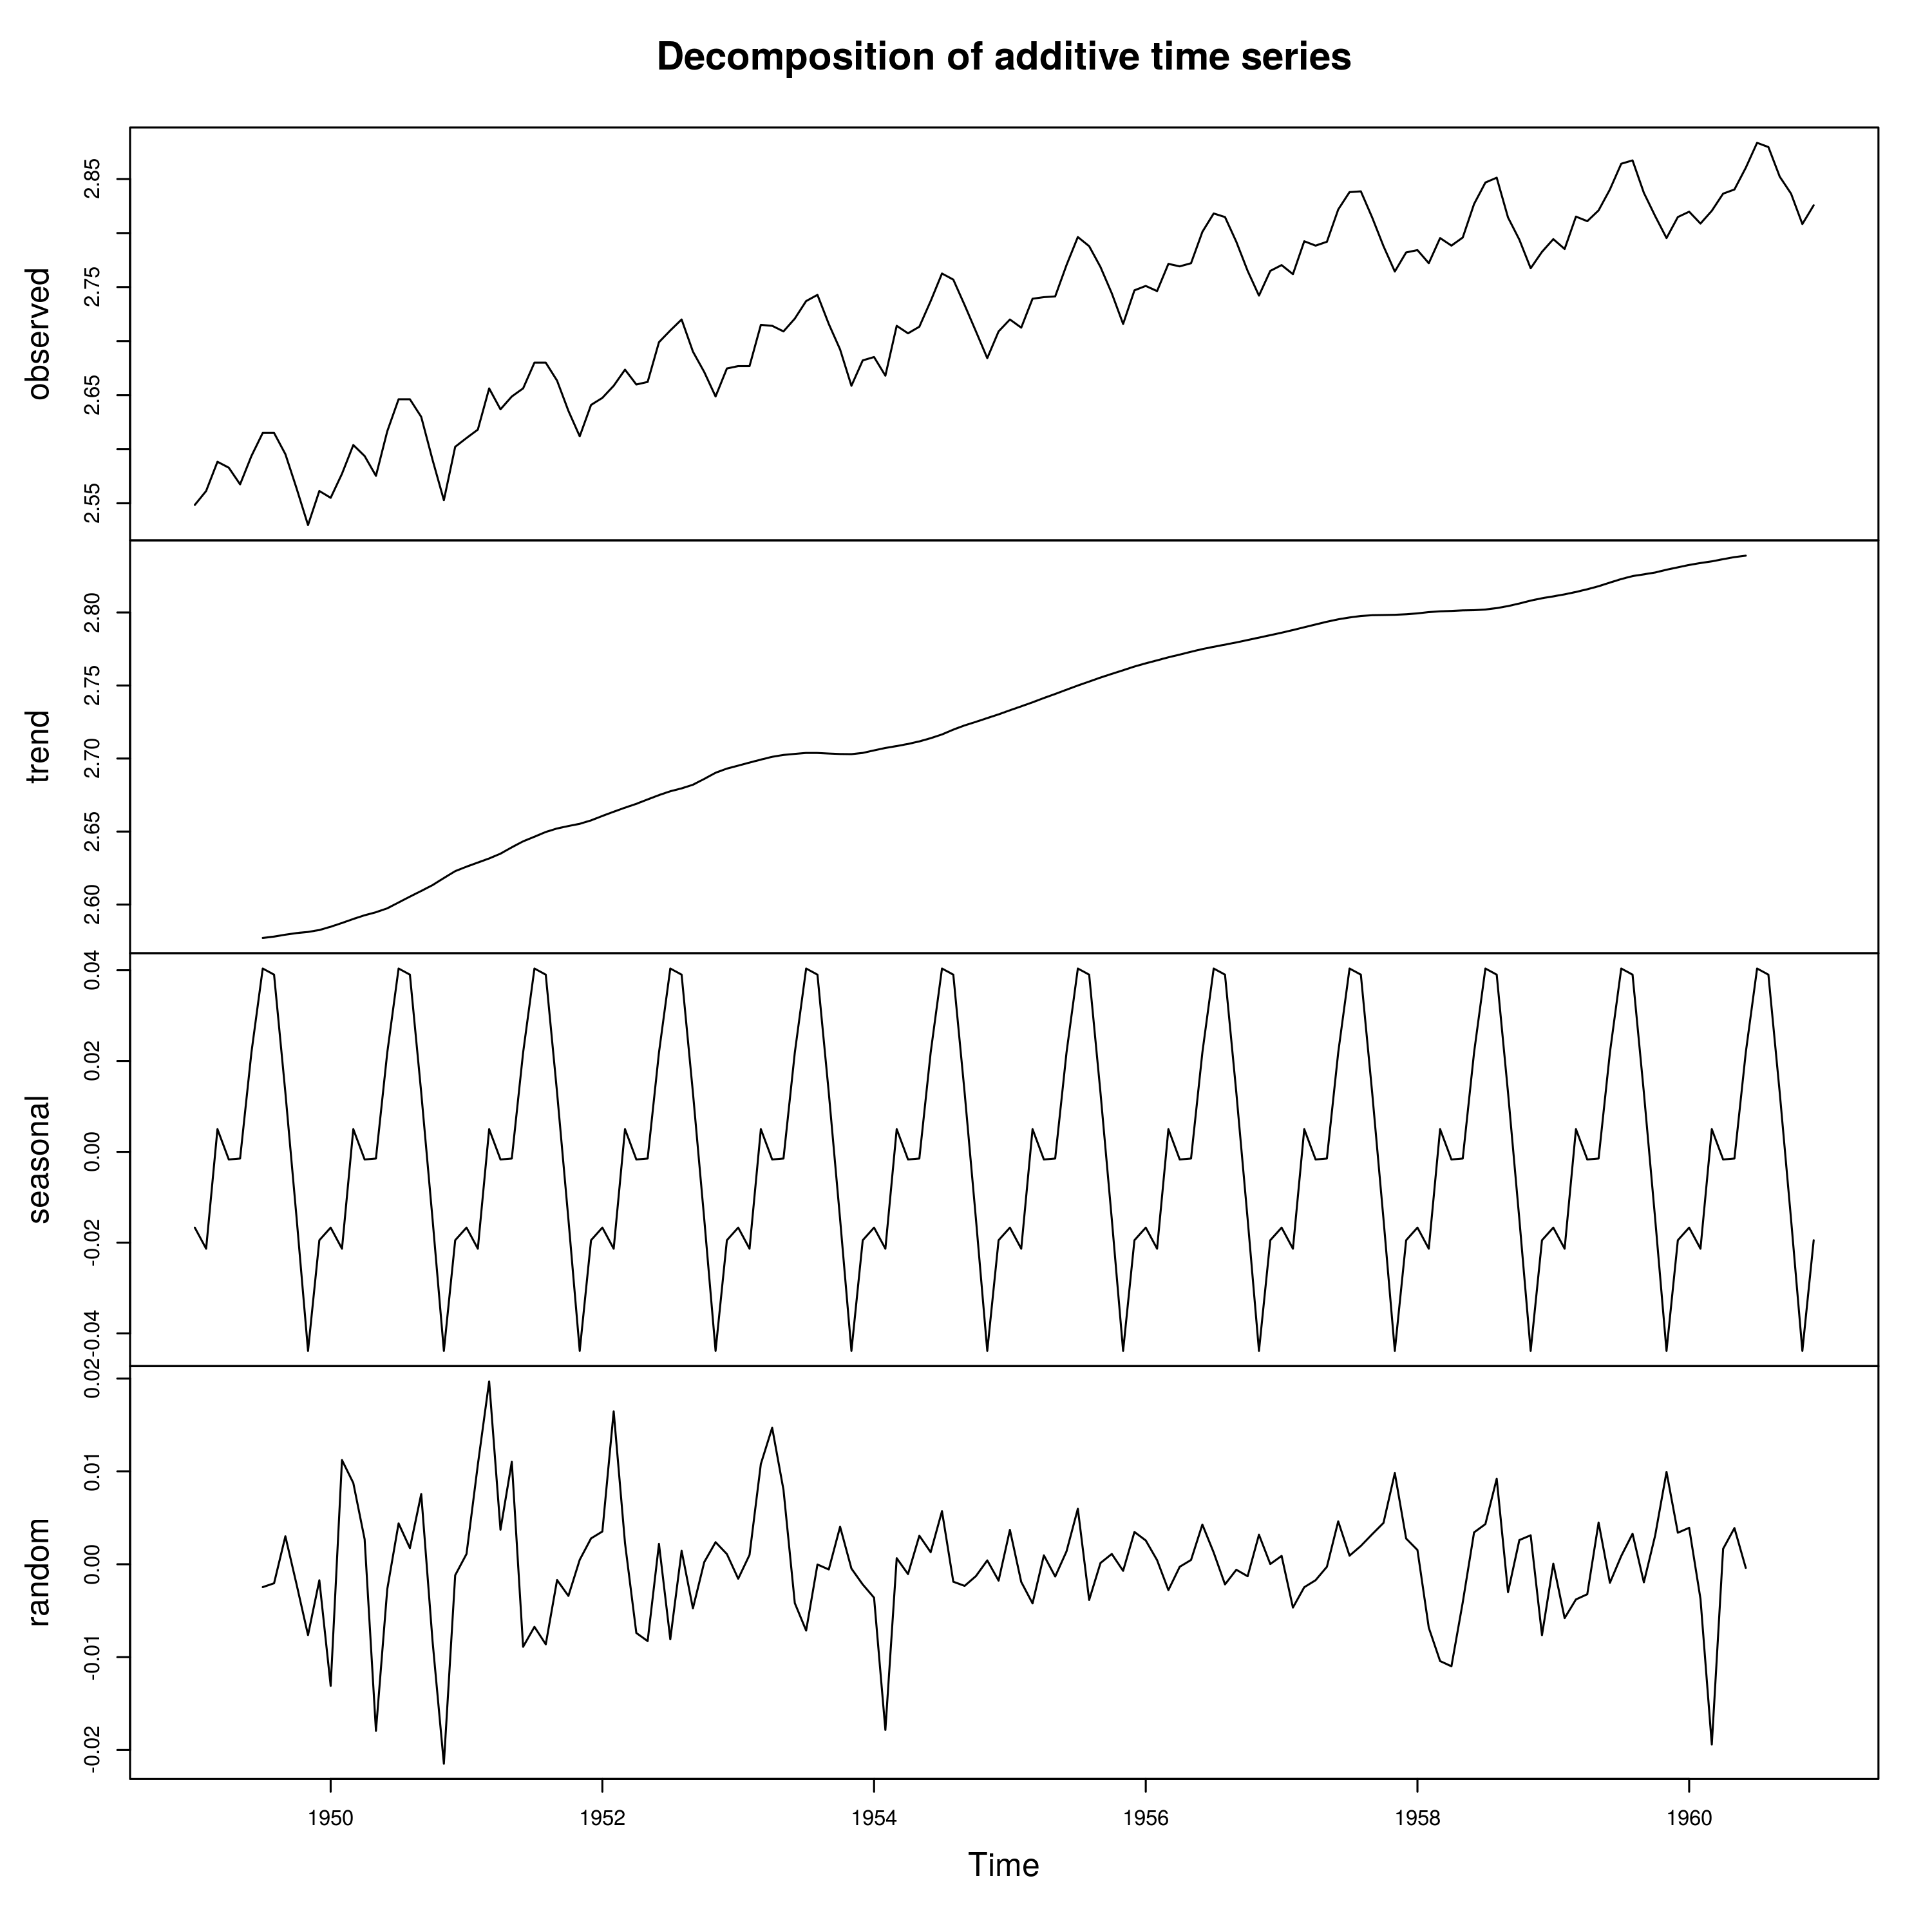 Decomposition of additive time series
observed
2.85
2.75
2.65
2.55
trend
2.80
2.75
2.70
2.65
2.60
seasonal
0.04
0.02
0.00
-0.02
-0.04
random
0.02
0.01
0.00
-0.01
-0.02
1950 1952 1954 1956 1958 1960
Time